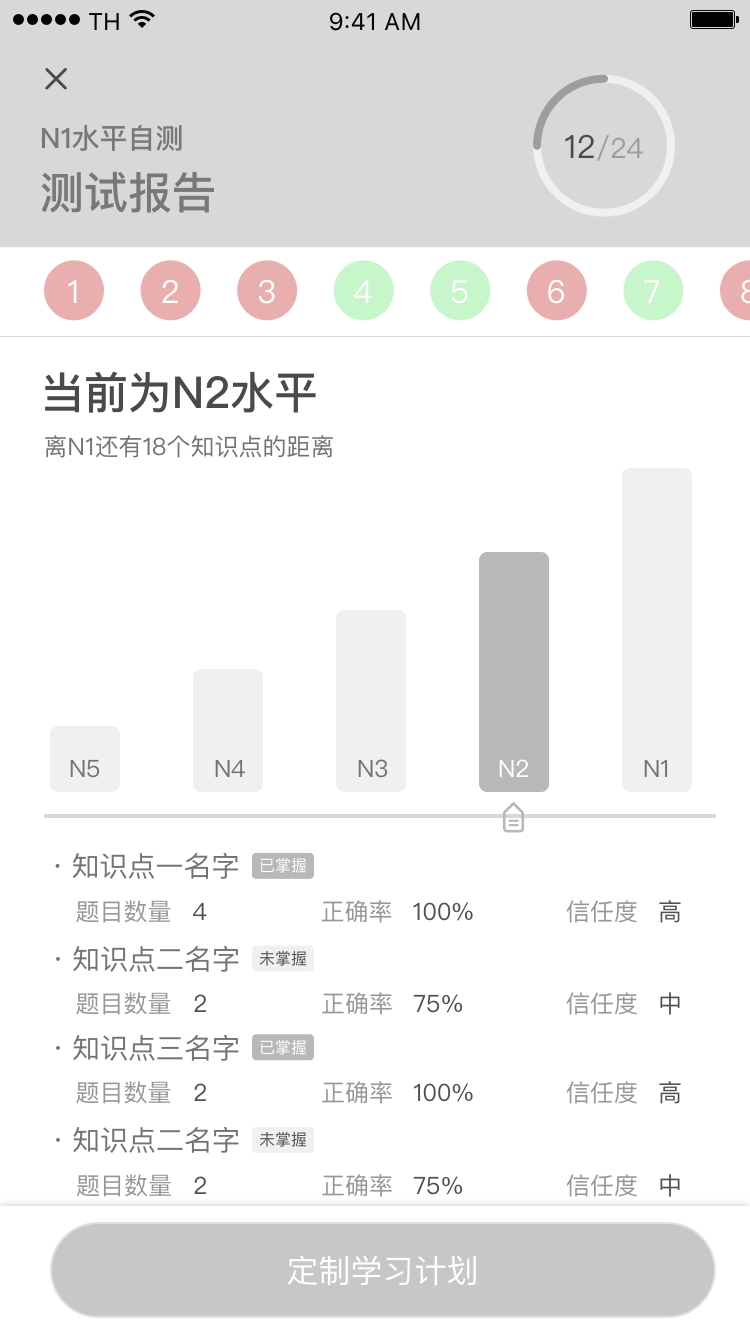 TH 9:41 AM
N1水平自测
测试报告
12/24
1 2 3 4 5 6 7 8
当前为N2水平
离N1还有18个知识点的距离
N5 N4 N3 N2 N1
· 知识点一名字 已掌握
题目数量 4 正确率 100% 信任度 高
· 知识点二名字 未掌握
题目数量 2 正确率 75% 信任度 中
· 知识点三名字 已掌握
题目数量 2 正确率 100% 信任度 高
· 知识点二名字 未掌握
题目数量 2 正确率 75% 信任度 中
定制学习计划